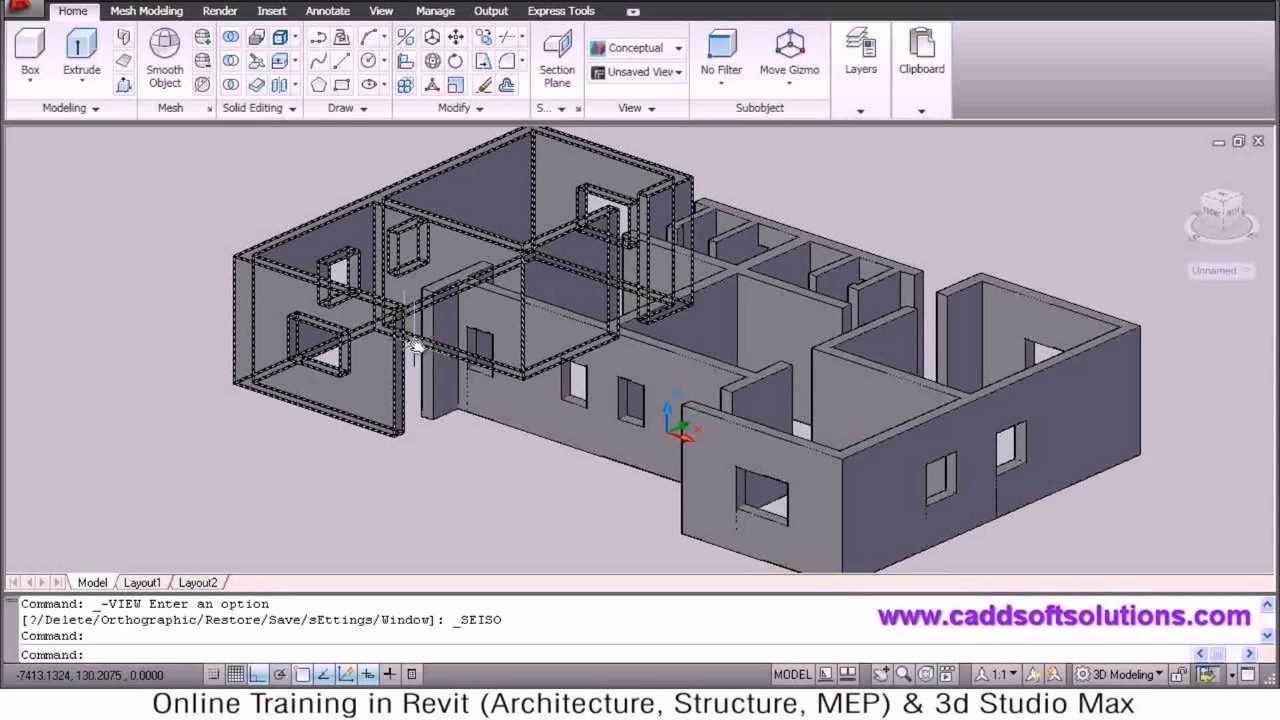 Home Mesh Modeling Render Insert Annotate View Manage Output Express Tools
Box Extrude Smooth Object Section Plane Conceptual Unsaved View No Filter Move Gizmo Layers Clipboard
Modeling Mesh Solid Editing Draw Modify S... View Subobject
Unnamed
Model Layout1 Layout2
Command: _-VIEW Enter an option
[?/Delete/Orthographic/Restore/Save/sEttings/Window]: _SEISO
Command:
Command:
www.caddsoftsolutions.com
-7413.1324, 130.2075, 0.0000 MODEL 1:1 3D Modeling
Online Training in Revit (Architecture, Structure, MEP) & 3d Studio Max